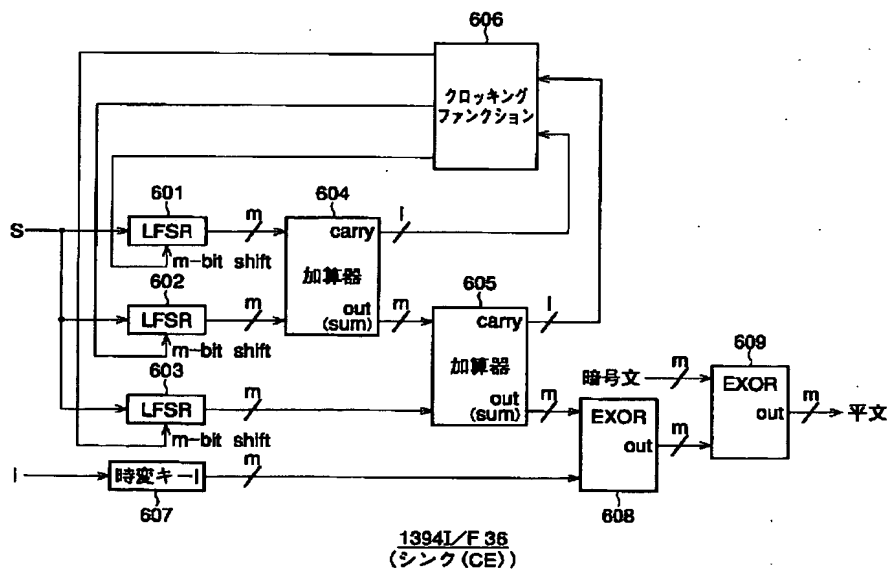 606
クロッキング
ファンクション
601
604
S
LFSR
m
carry
l
m-bit shift
加算器
602
605
LFSR
m
out
(sum)
m
carry
l
m-bit shift
加算器
609
603
暗号文
m
EXOR
LFSR
m
out
(sum)
m
EXOR
out
m
平文
m-bit shift
out
m
I
時変キーI
m
607
608
1394I/F 36
(シンク(CE))